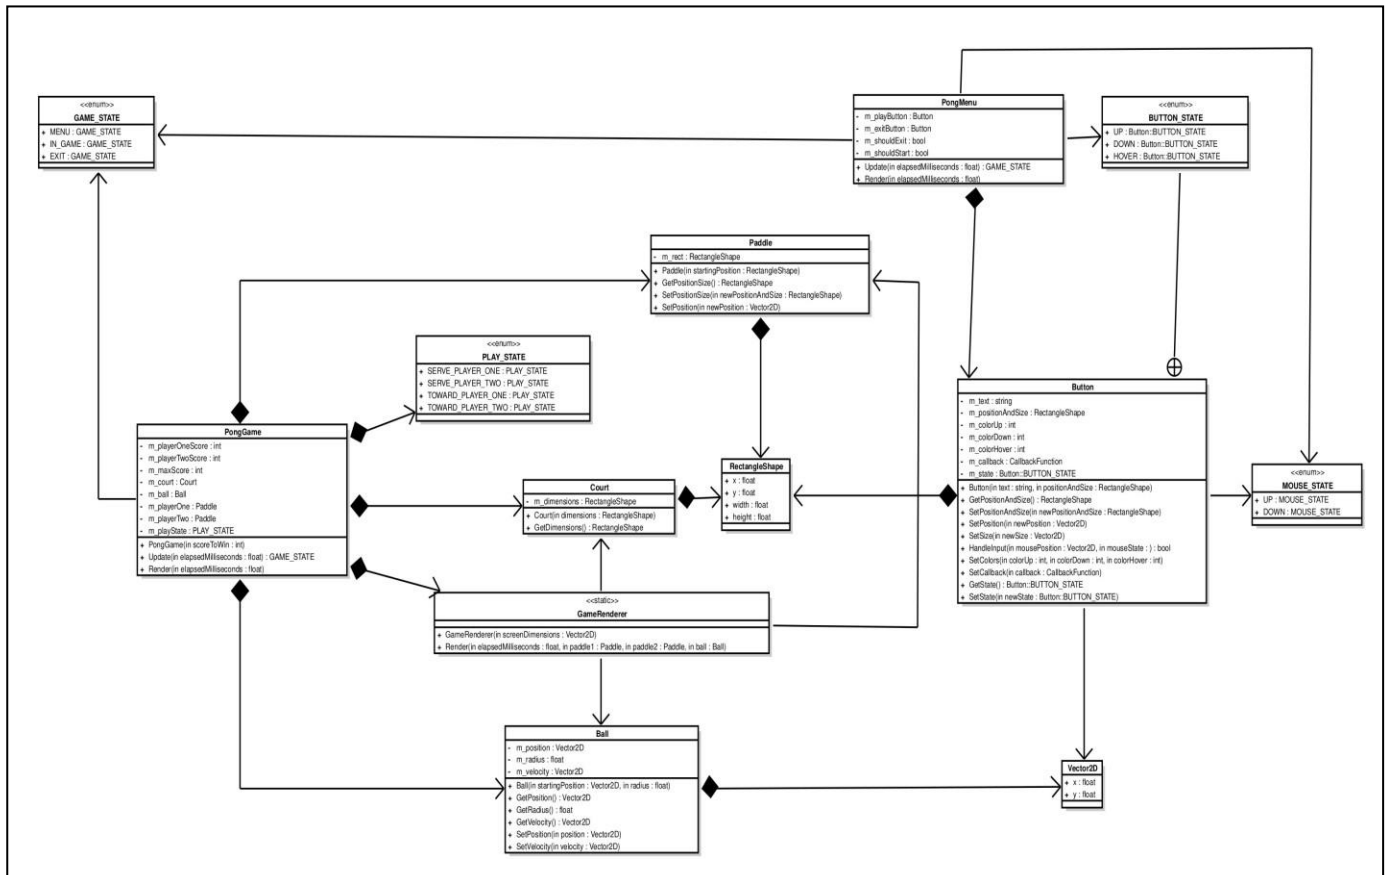 <<enum>>
GAME_STATE
+ MENU : GAME_STATE
+ IN_GAME : GAME_STATE
+ EXIT : GAME_STATE
PongMenu
- m_playButton : Button
- m_exitButton : Button
- m_shouldExit : bool
- m_shouldStart : bool
+ Update(in elapsedMilliseconds : float) : GAME_STATE
+ Render(in elapsedMilliseconds : float)
<<enum>>
BUTTON_STATE
+ UP : Button::BUTTON_STATE
+ DOWN : Button::BUTTON_STATE
+ HOVER : Button::BUTTON_STATE
Paddle
- m_rect : RectangleShape
+ Paddle(in startingPosition : RectangleShape)
+ GetPositionSize() : RectangleShape
+ SetPositionSize(in newPositionAndSize : RectangleShape)
+ SetPosition(in newPosition : Vector2D)
<<enum>>
PLAY_STATE
+ SERVE_PLAYER_ONE : PLAY_STATE
+ SERVE_PLAYER_TWO : PLAY_STATE
+ TOWARD_PLAYER_ONE : PLAY_STATE
+ TOWARD_PLAYER_TWO : PLAY_STATE
PongGame
- m_playerOneScore : int
- m_playerTwoScore : int
- m_maxScore : int
- m_court : Court
- m_ball : Ball
- m_playerOne : Paddle
- m_playerTwo : Paddle
- m_playState : PLAY_STATE
+ PongGame(in scoreToWin : int)
+ Update(in elapsedMilliseconds : float) : GAME_STATE
+ Render(in elapsedMilliseconds : float)
Court
- m_dimensions : RectangleShape
+ Court(in dimensions : RectangleShape)
+ GetDimensions() : RectangleShape
RectangleShape
+ x : float
+ y : float
+ width : float
+ height : float
Button
- m_text : string
- m_positionAndSize : RectangleShape
- m_colorUp : int
- m_colorDown : int
- m_colorHover : int
- m_callback : CallbackFunction
- m_state : Button::BUTTON_STATE
+ Button(in text : string, in positionAndSize : RectangleShape)
+ GetPositionAndSize() : RectangleShape
+ SetPositionAndSize(in newPositionAndSize : RectangleShape)
+ SetPosition(in newPosition : Vector2D)
+ SetSize(in newSize : Vector2D)
+ HandleInput(in mousePosition : Vector2D, in mouseState : ) : bool
+ SetColors(in colorUp : int, in colorDown : int, in colorHover : int)
+ SetCallback(in callback : CallbackFunction)
+ GetState() : Button::BUTTON_STATE
+ SetState(in newState : Button::BUTTON_STATE)
<<enum>>
MOUSE_STATE
+ UP : MOUSE_STATE
+ DOWN : MOUSE_STATE
<<static>>
GameRenderer
+ GameRenderer(in screenDimensions : Vector2D)
+ Render(in elapsedMilliseconds : float, in paddle1 : Paddle, in paddle2 : Paddle, in ball : Ball)
Ball
- m_position : Vector2D
- m_radius : float
- m_velocity : Vector2D
+ Ball(in startingPosition : Vector2D, in radius : float)
+ GetPosition() : Vector2D
+ GetRadius() : float
+ GetVelocity() : Vector2D
+ SetPosition(in position : Vector2D)
+ SetVelocity(in velocity : Vector2D)
Vector2D
+ x : float
+ y : float